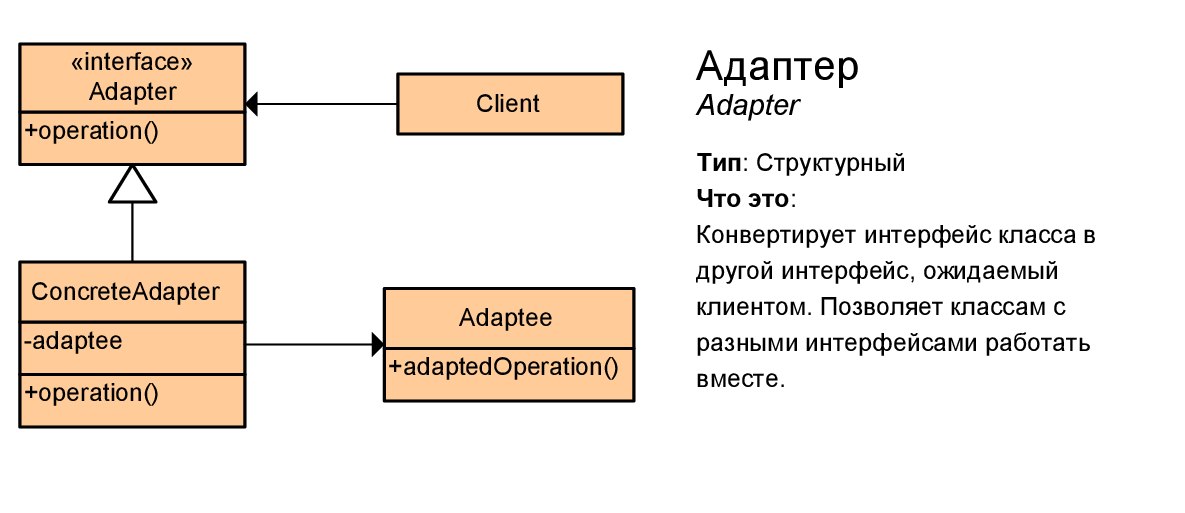 «interface»
Adapter
+operation()
Client
ConcreteAdapter
-adaptee
+operation()
Adaptee
+adaptedOperation()
Адаптер
Adapter
Тип: Структурный
Что это:
Конвертирует интерфейс класса в
другой интерфейс, ожидаемый
клиентом. Позволяет классам с
разными интерфейсами работать
вместе.